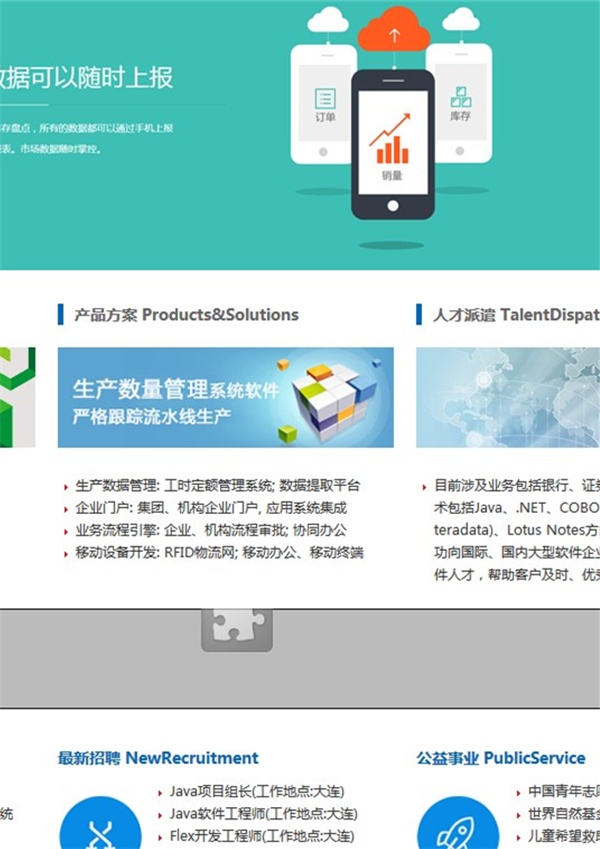 数据可以随时上报
存盘点，所有的数据都可以通过手机上报
表。市场数据随时掌控。
订单
库存
销量
产品方案 Products&Solutions
人才派遣 TalentDispat
生产数量管理系统软件
严格跟踪流水线生产
生产数据管理: 工时定额管理系统; 数据提取平台
企业门户: 集团、机构企业门户, 应用系统集成
业务流程引擎: 企业、机构流程审批; 协同办公
移动设备开发: RFID物流网; 移动办公、移动终端
目前涉及业务包括银行、证券
术包括Java、.NET、COBO
teradata)、Lotus Notes方
功向国际、国内大型软件企业
件人才，帮助客户及时、优
最新招聘 NewRecruitment
公益事业 PublicService
Java项目组长(工作地点:大连)
Java软件工程师(工作地点:大连)
Flex开发工程师(工作地点:大连)
中国青年志愿
世界自然基金
儿童希望救助
统